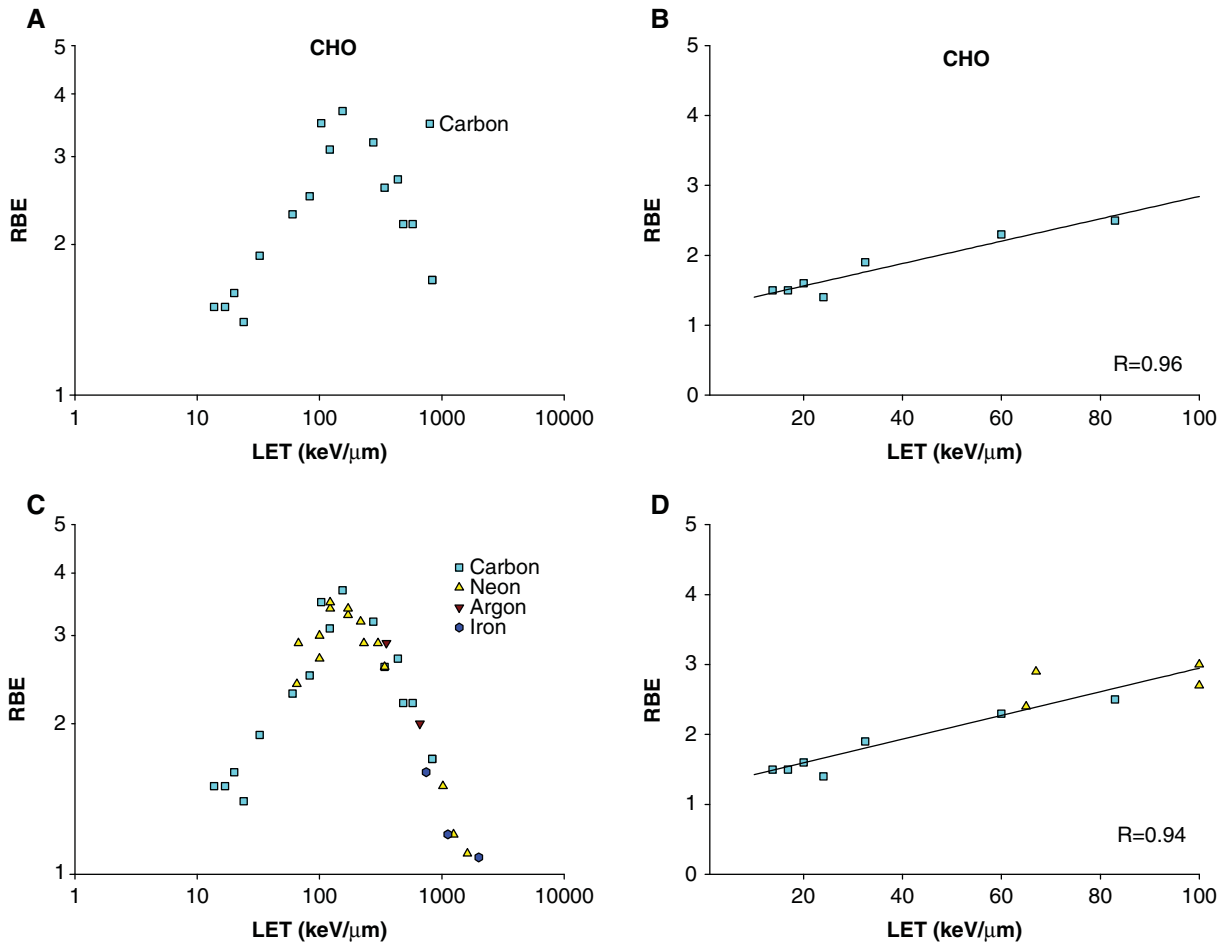 A
CHO
5
4
3
2
1
RBE
Carbon
1 10 100 1000 10000
LET (keV/μm)
B
CHO
5
4
3
2
1
0
RBE
R=0.96
20 40 60 80 100
LET (keV/μm)
C
5
4
3
2
1
RBE
Carbon
Neon
Argon
Iron
1 10 100 1000 10000
LET (keV/μm)
D
5
4
3
2
1
0
RBE
R=0.94
20 40 60 80 100
LET (keV/μm)